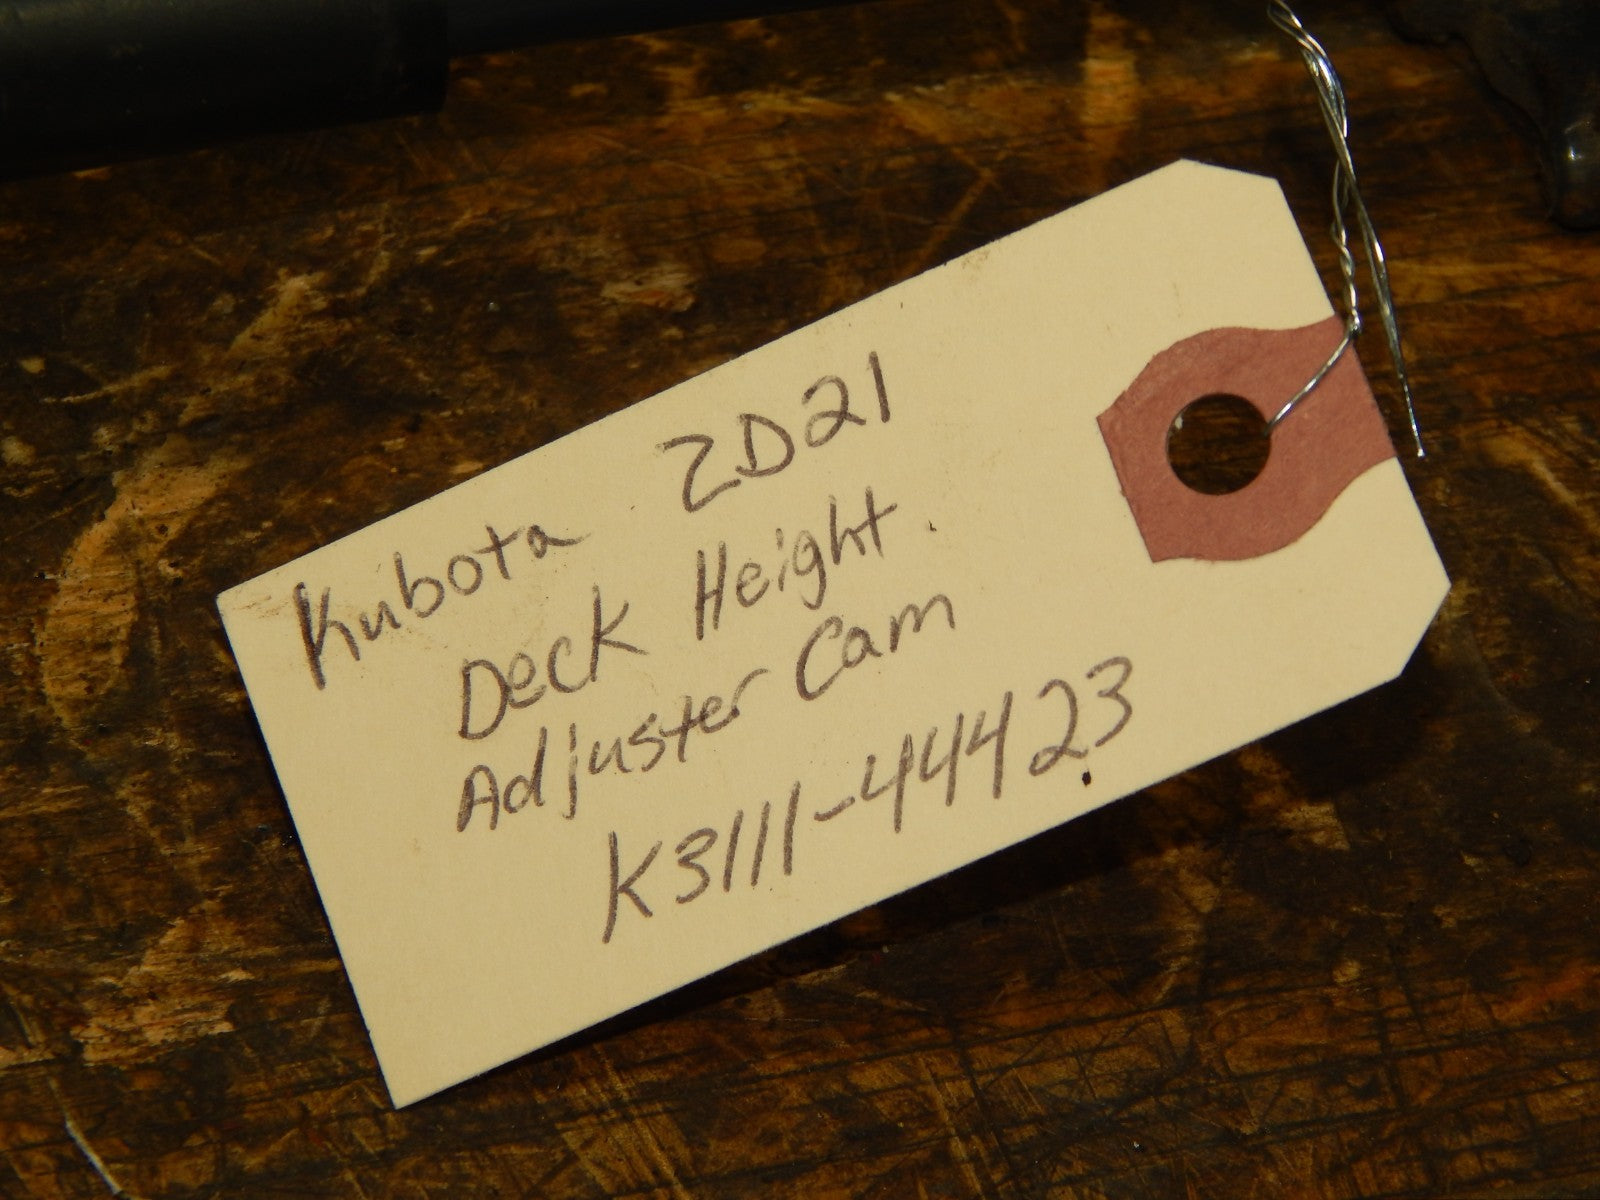 Kubota ZD21
Deck Height
Adjuster Cam
K3111-44423